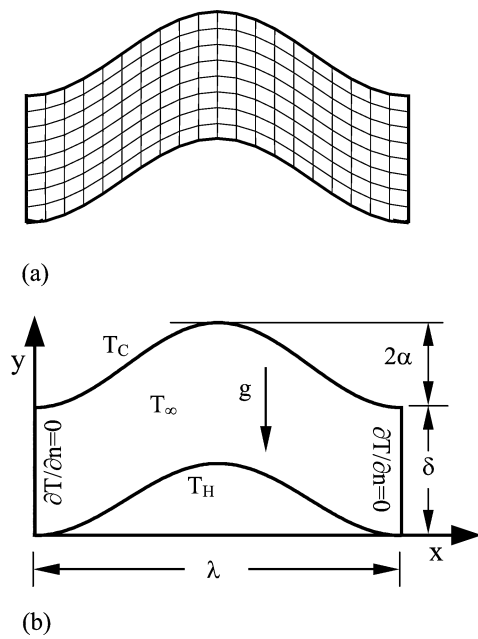 (a)
y
T_C
2α
g
T_∞
∂T/∂n=0
∂T/∂n=0
δ
T_H
x
λ
(b)